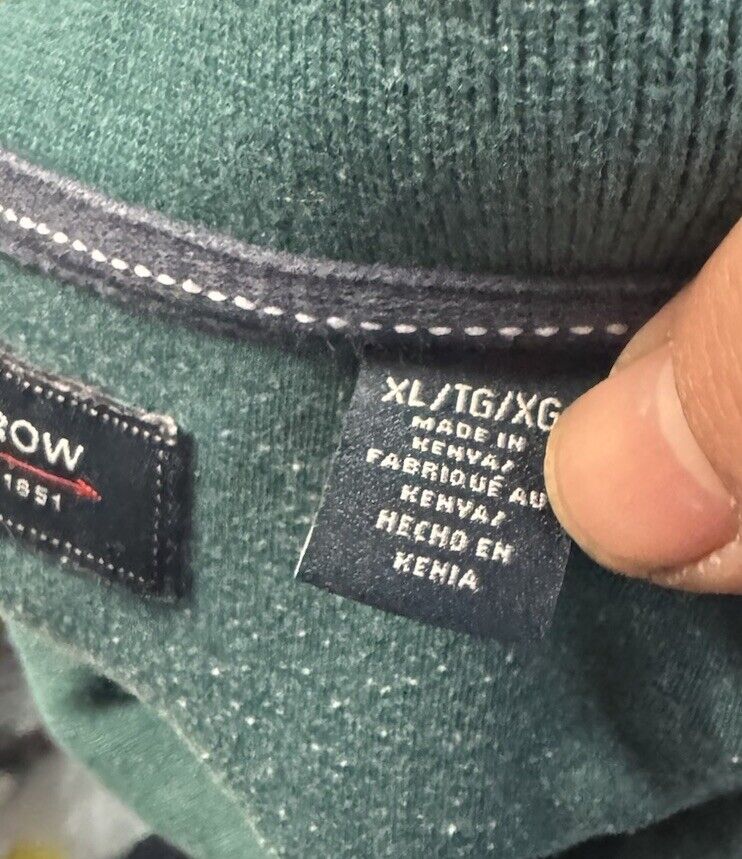 ROW
1851
XL/TG/XG
MADE IN
KENYA/
FABRIQUÉ AU
KENYA/
HECHO EN
KENIA